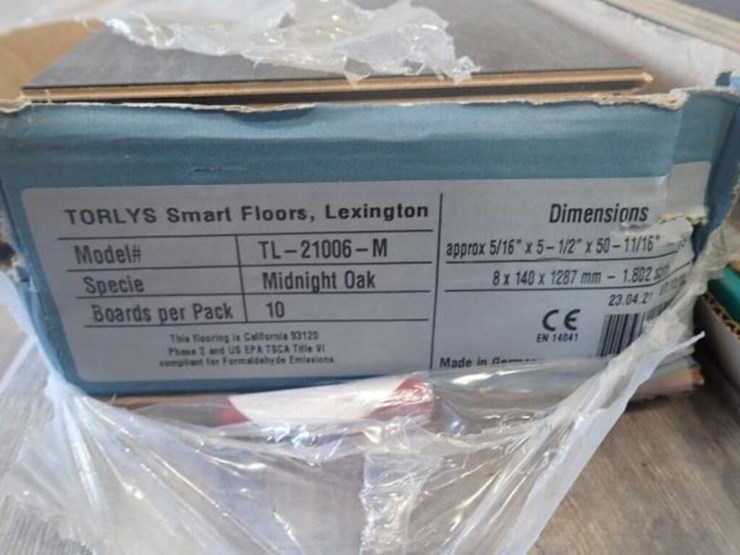 TORLYS Smart Floors, Lexington
Model# TL-21006-M
Specie Midnight Oak
Boards per Pack 10
This flooring is California 93120
Phase 2 and US EPA TSCA Title VI
compliant for Formaldehyde Emissions
Dimensions
approx 5/16" x 5-1/2" x 50-11/16"
8 x 140 x 1287 mm - 1.802
23.04.21
CE
EN 14041
Made in